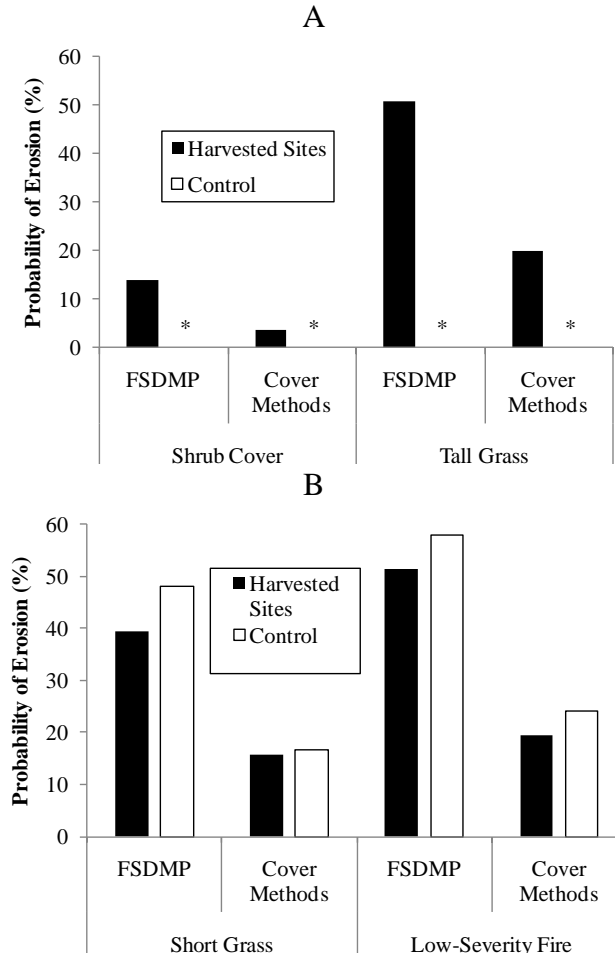 A
Probability of Erosion (%)
60
50
40
30
20
10
0
Harvested Sites
Control
* * * *
FSDMP Cover FSDMP Cover
Methods Methods
Shrub Cover Tall Grass
B
Probability of Erosion (%)
60
50
40
30
20
10
0
Harvested
Sites
Control
FSDMP Cover FSDMP Cover
Methods Methods
Short Grass Low-Severity Fire